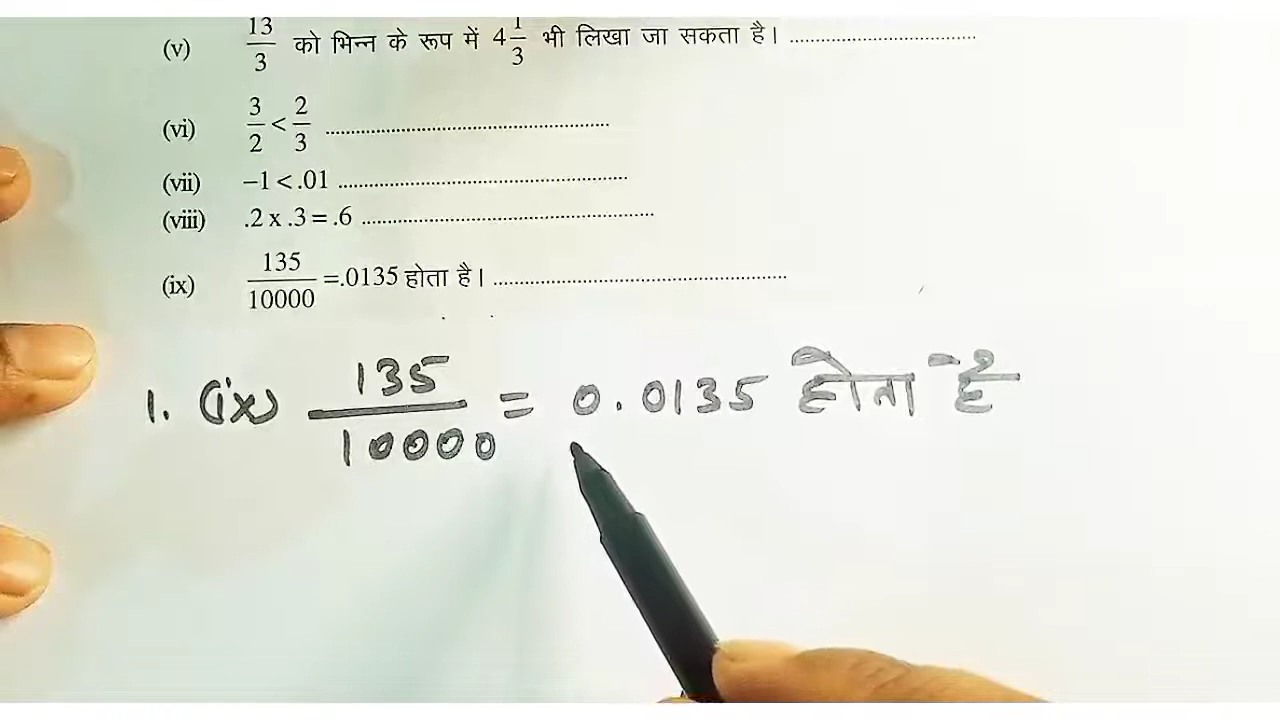 (v) 13/3 को भिन्न के रूप में 4 1/3 भी लिखा जा सकता है। ........................................
(vi) 3/2 < 2/3 ................................................................
(vii) –1 < .01 ................................................................
(viii) .2 x .3 = .6 ................................................................
(ix) 135/10000 =.0135 होता है। ................................................................
1. (ix) 135/10000 = 0.0135 होता है